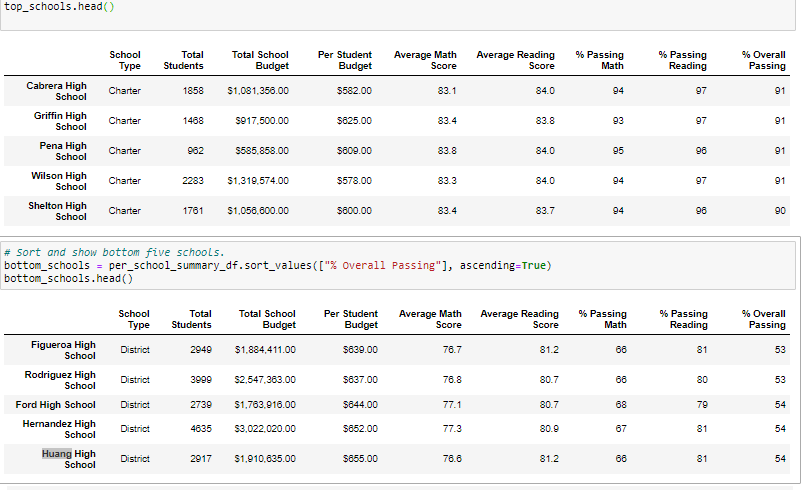 top_schools.head()
School Type Total Students Total School Budget Per Student Budget Average Math Score Average Reading Score % Passing Math % Passing Reading % Overall Passing
Cabrera High School Charter 1858 $1,081,356.00 $582.00 83.1 84.0 94 97 91
Griffin High School Charter 1468 $917,500.00 $625.00 83.4 83.8 93 97 91
Pena High School Charter 962 $585,858.00 $609.00 83.8 84.0 95 96 91
Wilson High School Charter 2283 $1,319,574.00 $578.00 83.3 84.0 94 97 91
Shelton High School Charter 1761 $1,056,600.00 $600.00 83.4 83.7 94 96 90
# Sort and show bottom five schools.
bottom_schools = per_school_summary_df.sort_values(["% Overall Passing"], ascending=True)
bottom_schools.head()
School Type Total Students Total School Budget Per Student Budget Average Math Score Average Reading Score % Passing Math % Passing Reading % Overall Passing
Figueroa High School District 2949 $1,884,411.00 $639.00 76.7 81.2 66 81 53
Rodriguez High School District 3999 $2,547,363.00 $637.00 76.8 80.7 66 80 53
Ford High School District 2739 $1,763,916.00 $644.00 77.1 80.7 68 79 54
Hernandez High School District 4635 $3,022,020.00 $652.00 77.3 80.9 67 81 54
Huang High School District 2917 $1,910,635.00 $655.00 76.6 81.2 66 81 54